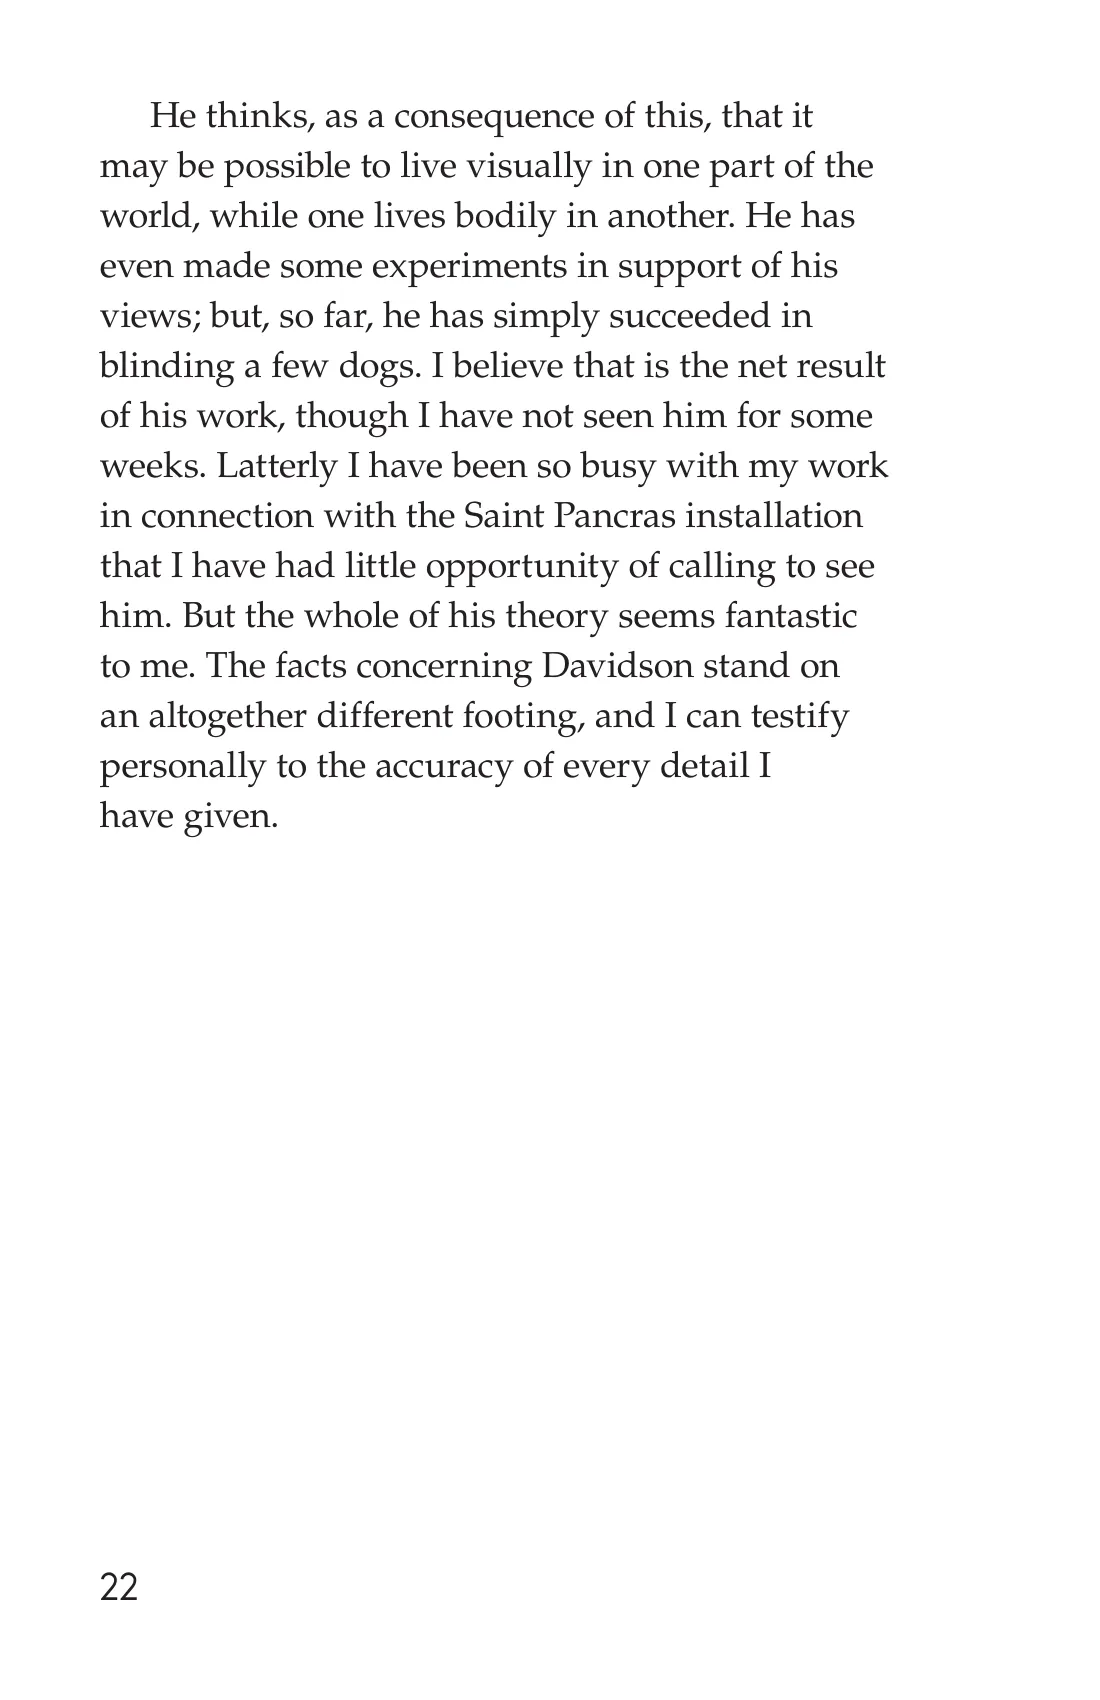 He thinks, as a consequence of this, that it
may be possible to live visually in one part of the
world, while one lives bodily in another. He has
even made some experiments in support of his
views; but, so far, he has simply succeeded in
blinding a few dogs. I believe that is the net result
of his work, though I have not seen him for some
weeks. Latterly I have been so busy with my work
in connection with the Saint Pancras installation
that I have had little opportunity of calling to see
him. But the whole of his theory seems fantastic
to me. The facts concerning Davidson stand on
an altogether different footing, and I can testify
personally to the accuracy of every detail I
have given.
22